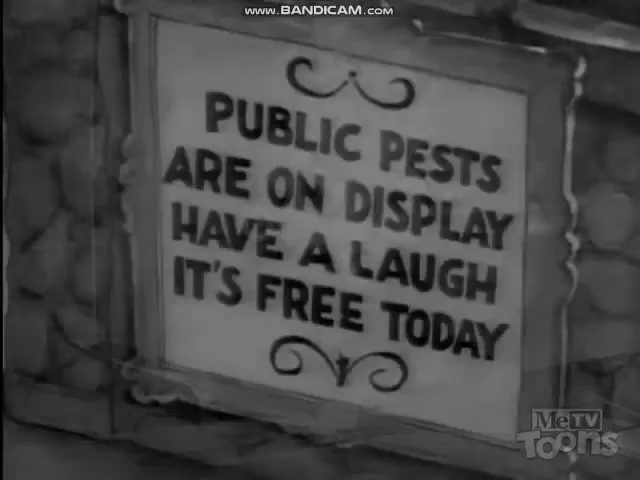 www.BANDICAM.com
PUBLIC PESTS
ARE ON DISPLAY
HAVE A LAUGH
IT'S FREE TODAY
MeTV
Toons